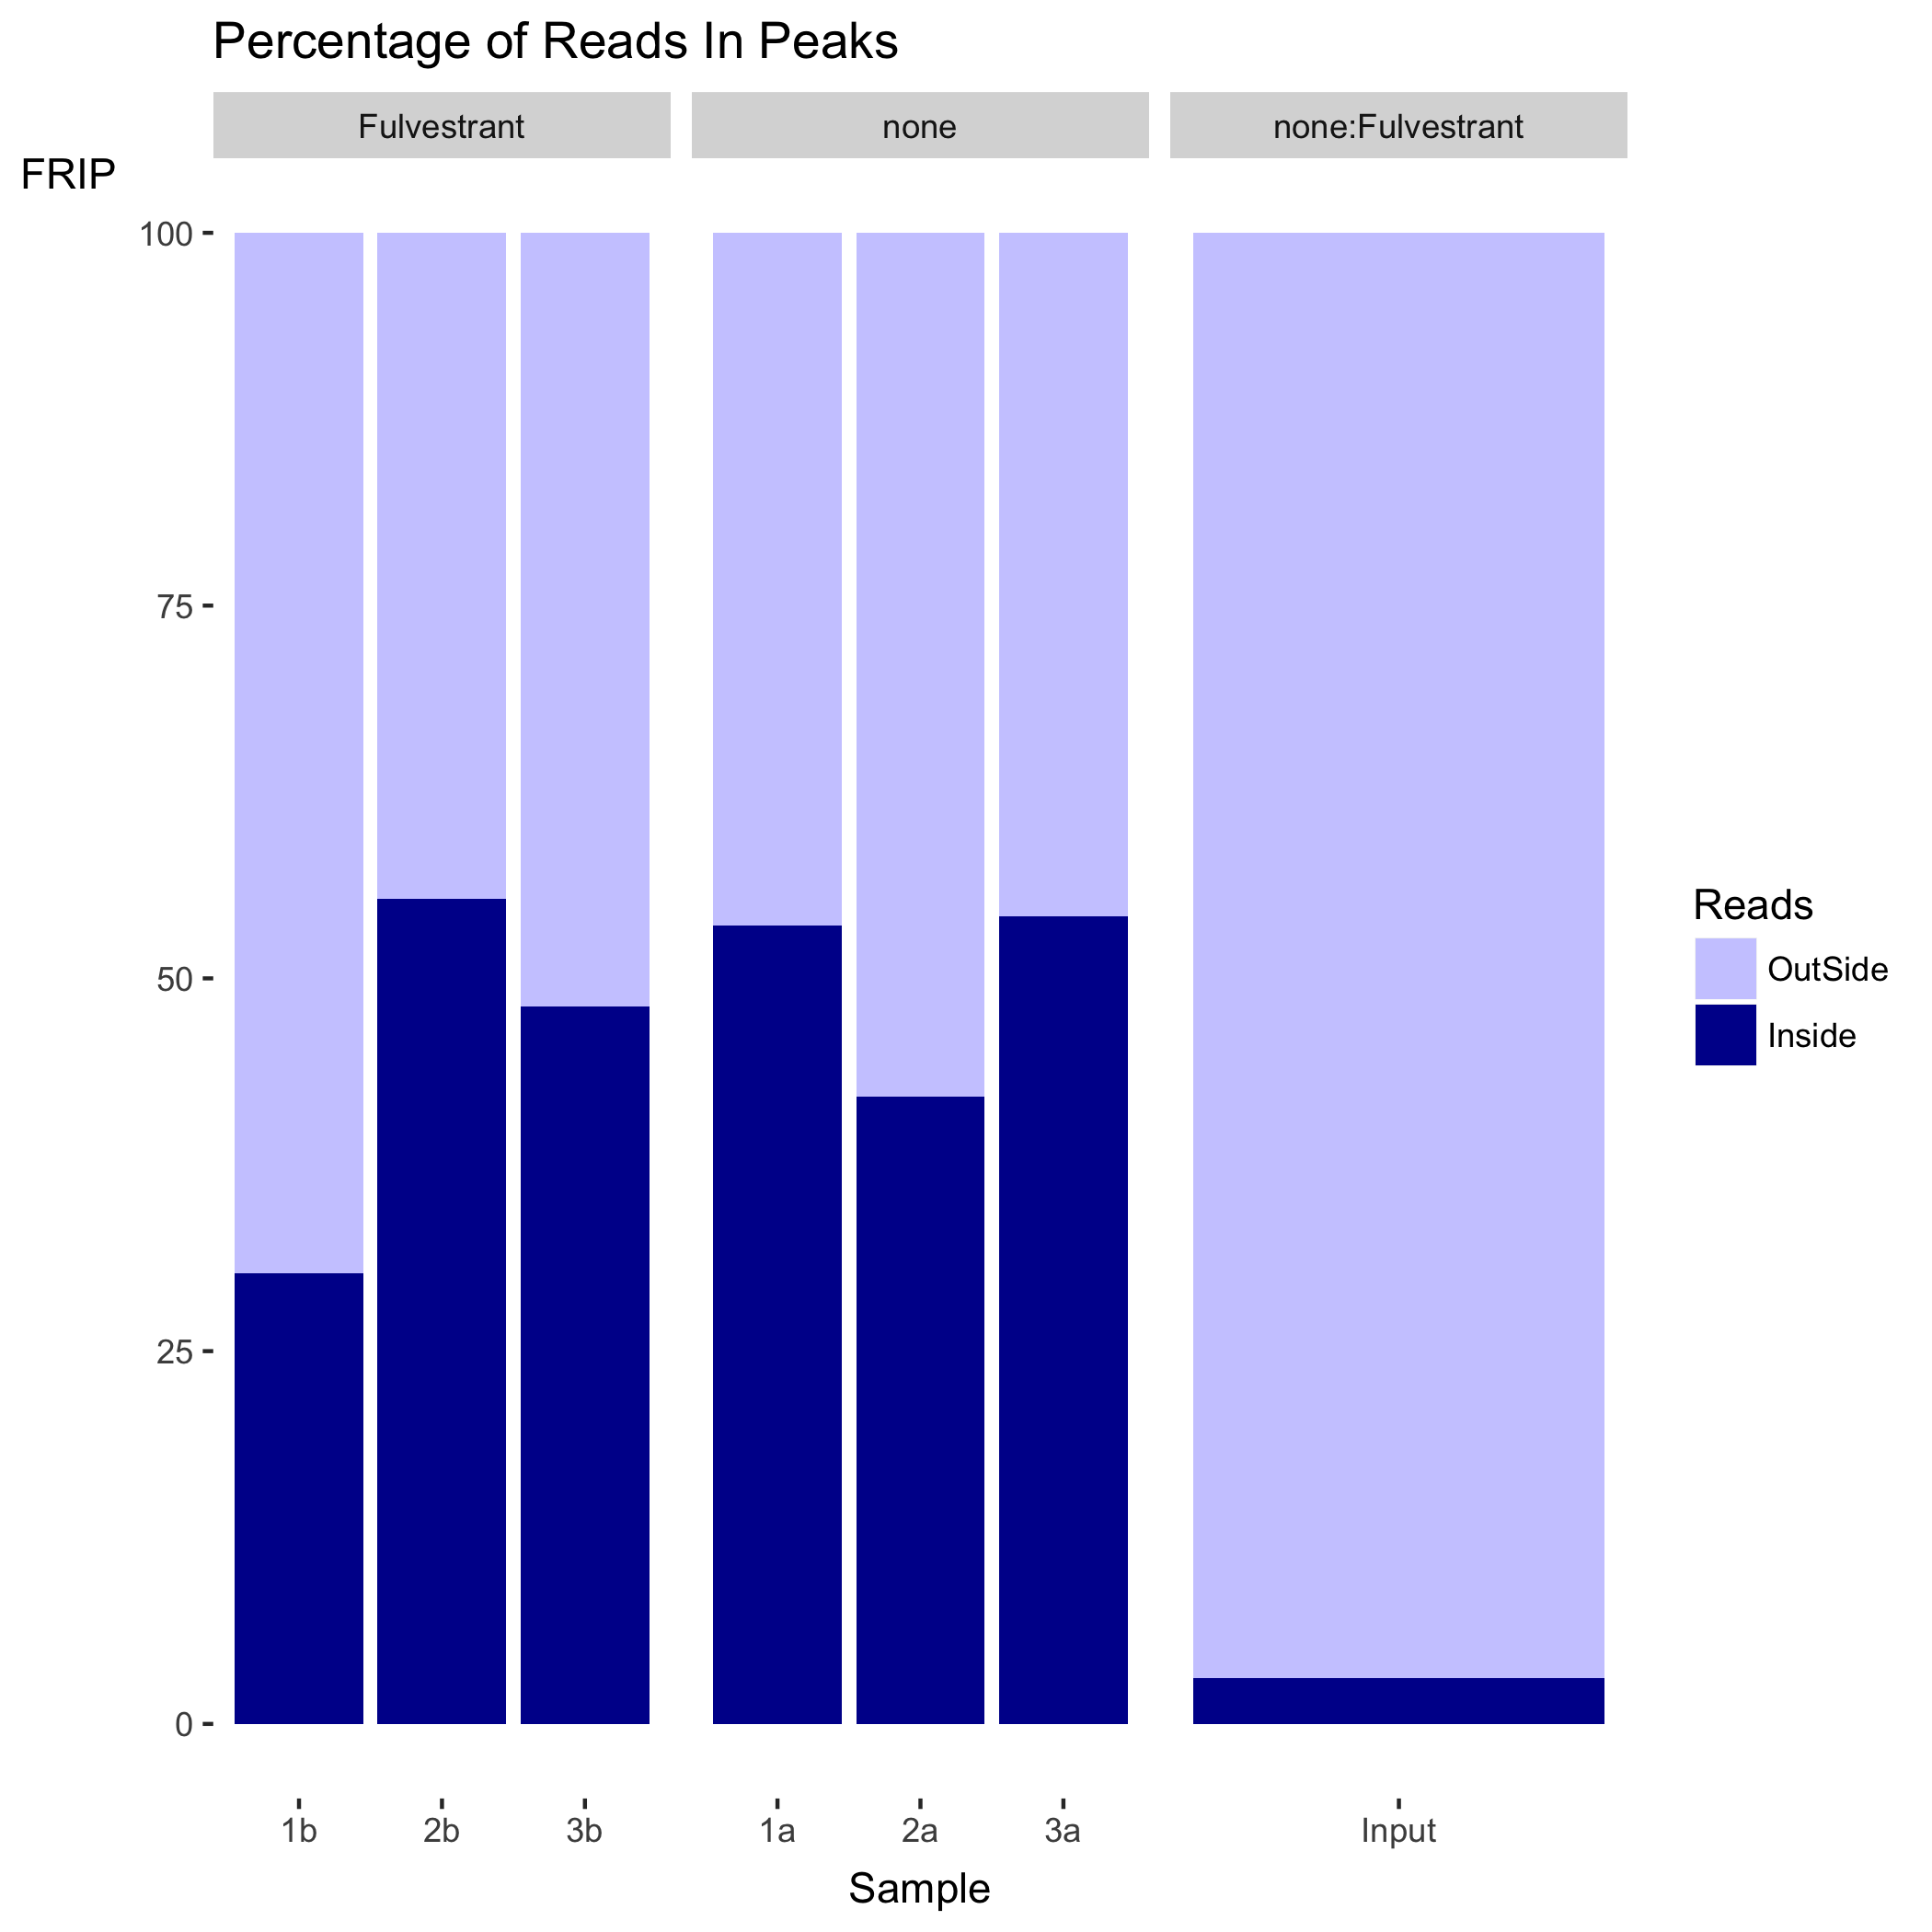 Percentage of Reads In Peaks
Fulvestrant none none:Fulvestrant
FRIP
100
75
50
25
0
1b 2b 3b 1a 2a 3a Input
Sample
Reads
OutSide
Inside